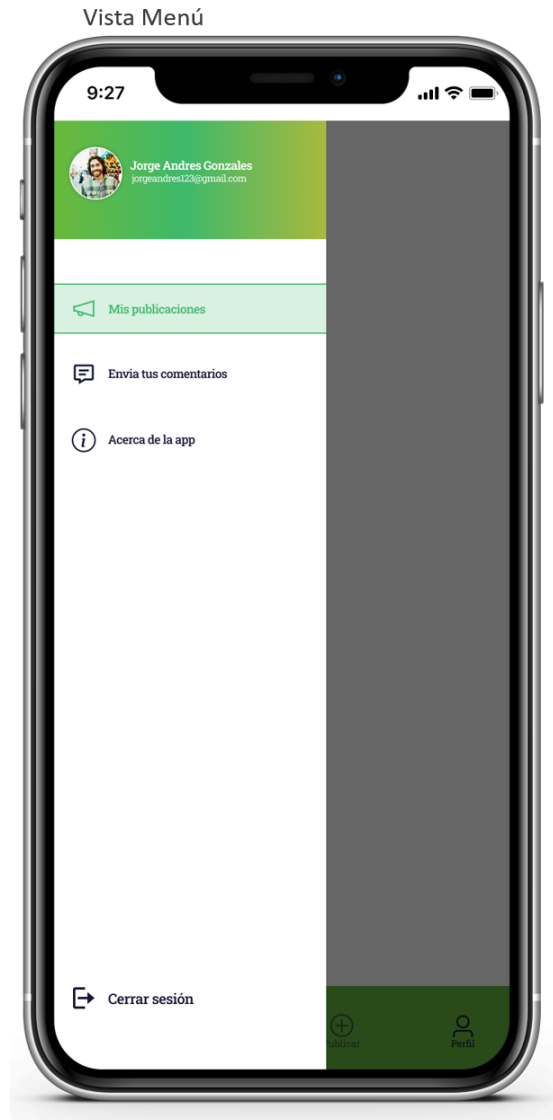 Vista Menú
9:27
Jorge Andres Gonzales
jorgeandres123@gmail.com
Mis publicaciones
Envia tus comentarios
Acerca de la app
Cerrar sesión
Publicar
Perfil